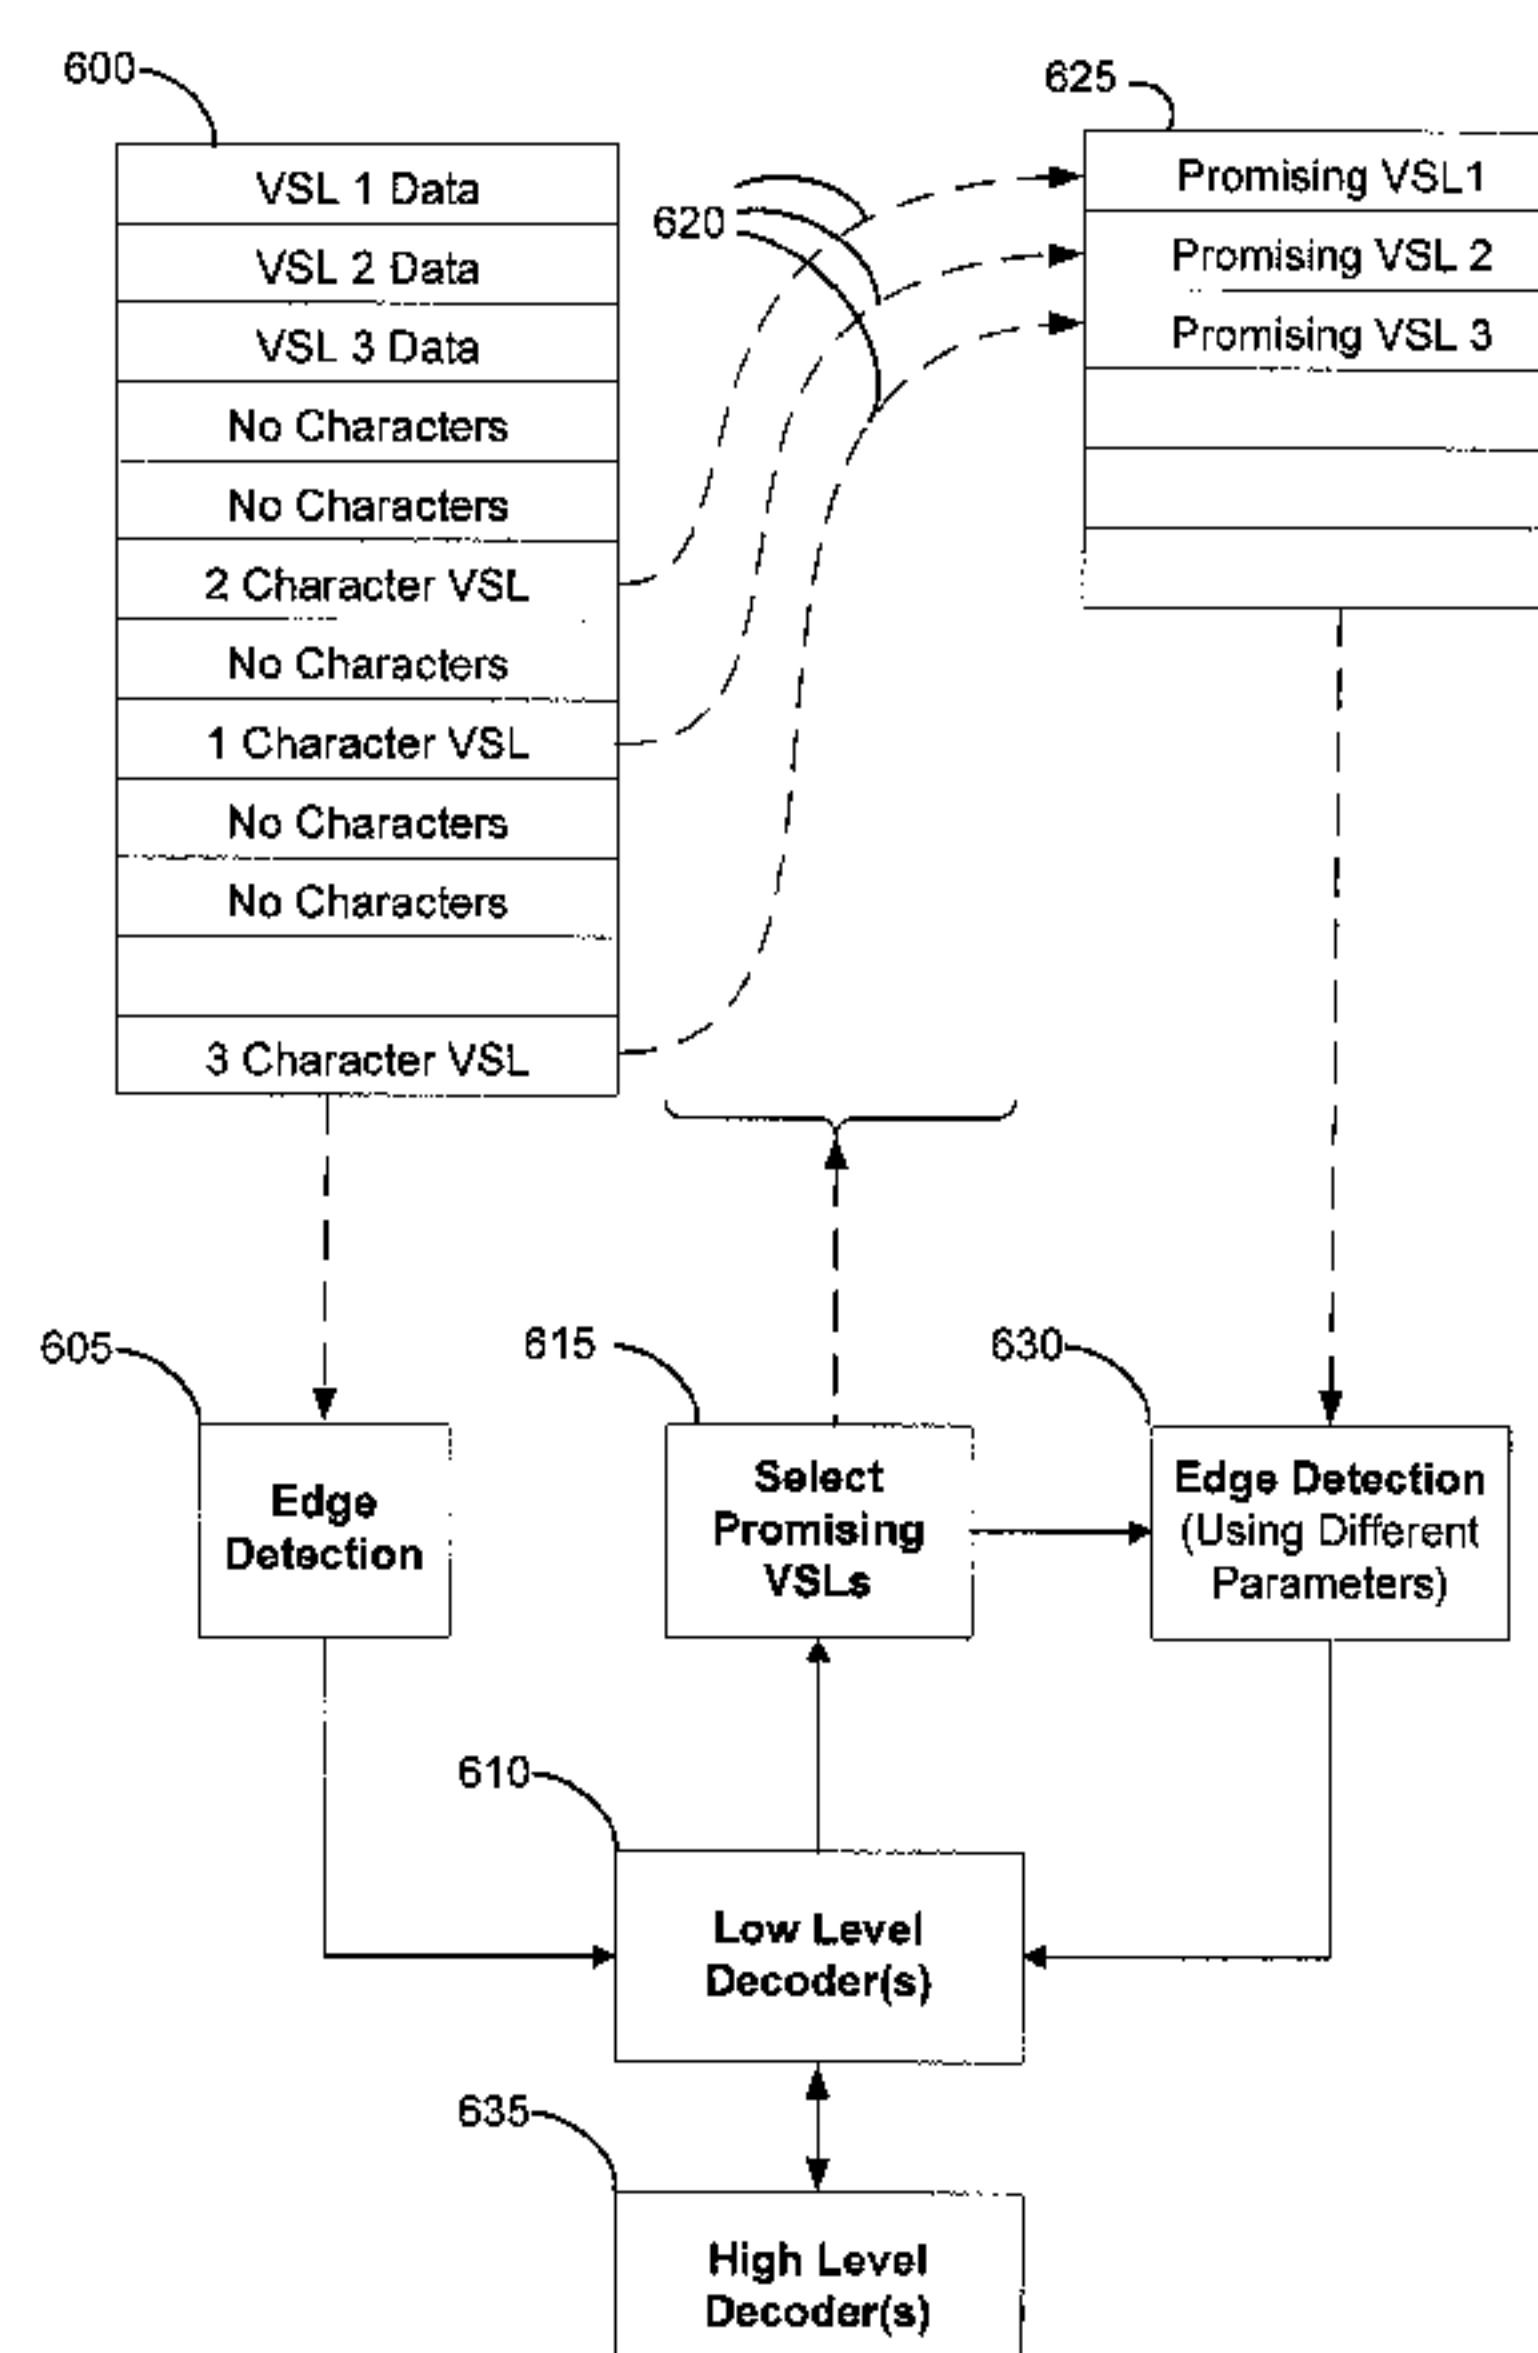 600
VSL 1 Data
VSL 2 Data
VSL 3 Data
No Characters
No Characters
2 Character VSL
No Characters
1 Character VSL
No Characters
No Characters
3 Character VSL
620
625
Promising VSL1
Promising VSL 2
Promising VSL 3
605
Edge
Detection
615
Select
Promising
VSLs
630
Edge Detection
(Using Different
Parameters)
610
Low Level
Decoder(s)
635
High Level
Decoder(s)